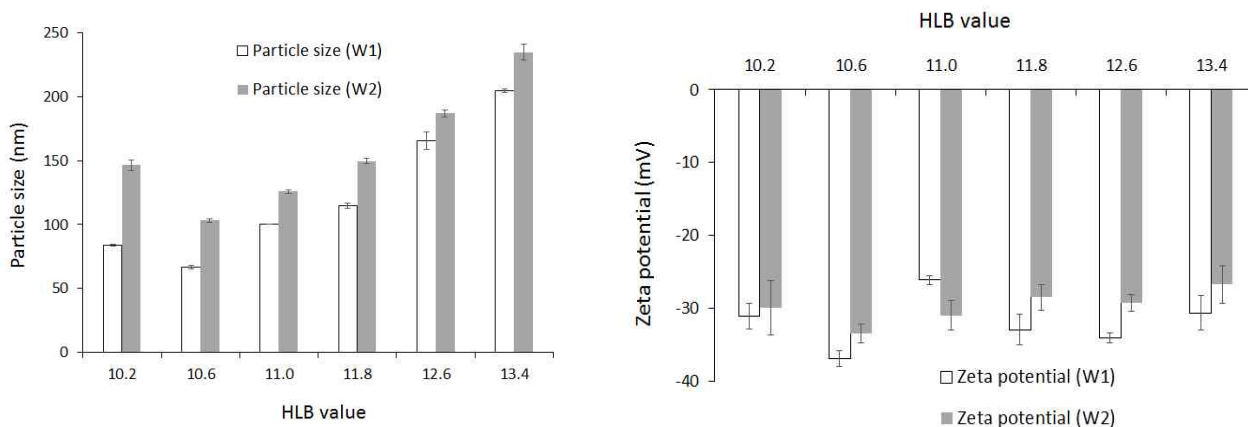 250
200
150
100
50
0
Particle size (nm)
Particle size (W1)
Particle size (W2)
10.2 10.6 11.0 11.8 12.6 13.4
HLB value
HLB value
10.2 10.6 11.0 11.8 12.6 13.4
0
-10
-20
-30
-40
Zeta potential (mV)
Zeta potential (W1)
Zeta potential (W2)